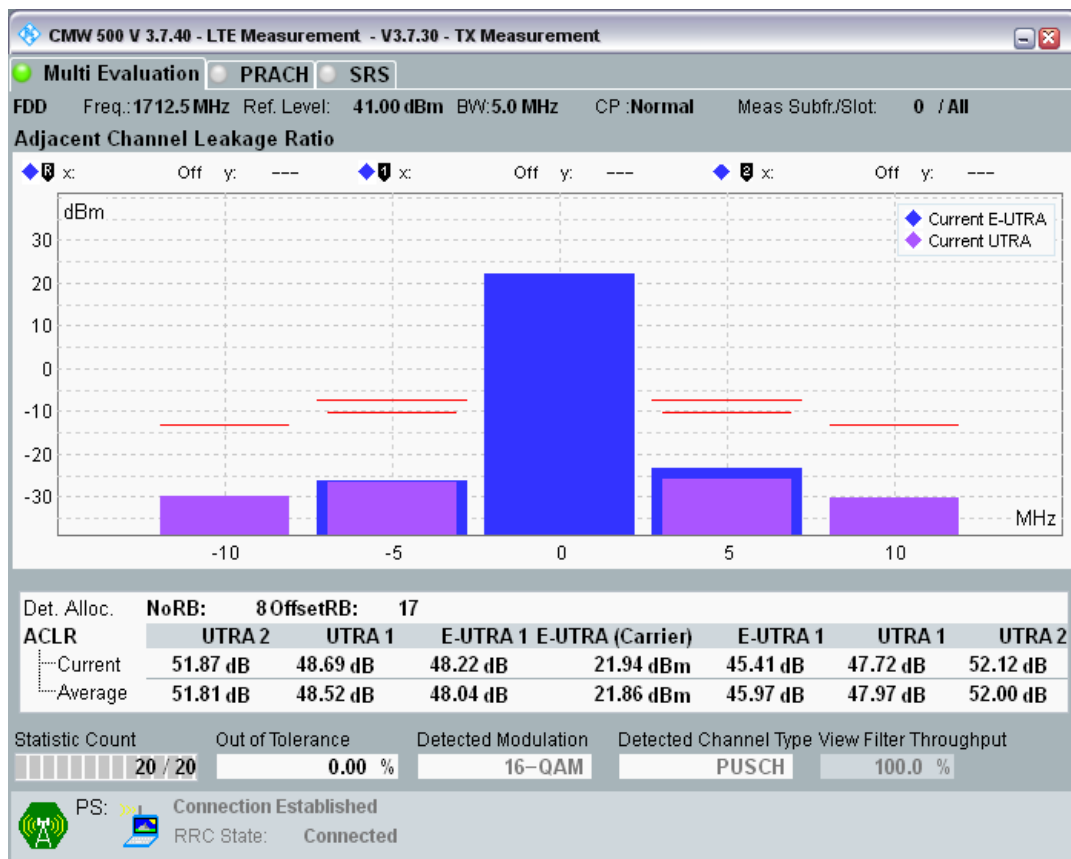 CMW 500 V 3.7.40 - LTE Measurement - V3.7.30 - TX Measurement
Multi Evaluation PRACH SRS
FDD Freq.:1712.5 MHz Ref. Level: 41.00 dBm BW:5.0 MHz CP :Normal Meas Subfr./Slot: 0 / All
Adjacent Channel Leakage Ratio
R x: Off y: --- 1 x: Off y: --- 2 x: Off y: ---
dBm
Current E-UTRA
Current UTRA
30
20
10
0
-10
-20
-30
MHz
-10 -5 0 5 10
Det. Alloc. NoRB: 8 OffsetRB: 17
ACLR UTRA 2 UTRA 1 E-UTRA 1 E-UTRA (Carrier) E-UTRA 1 UTRA 1 UTRA 2
Current 51.87 dB 48.69 dB 48.22 dB 21.94 dBm 45.41 dB 47.72 dB 52.12 dB
Average 51.81 dB 48.52 dB 48.04 dB 21.86 dBm 45.97 dB 47.97 dB 52.00 dB
Statistic Count Out of Tolerance Detected Modulation Detected Channel Type View Filter Throughput
20 / 20 0.00 % 16-QAM PUSCH 100.0 %
PS: Connection Established
RRC State: Connected